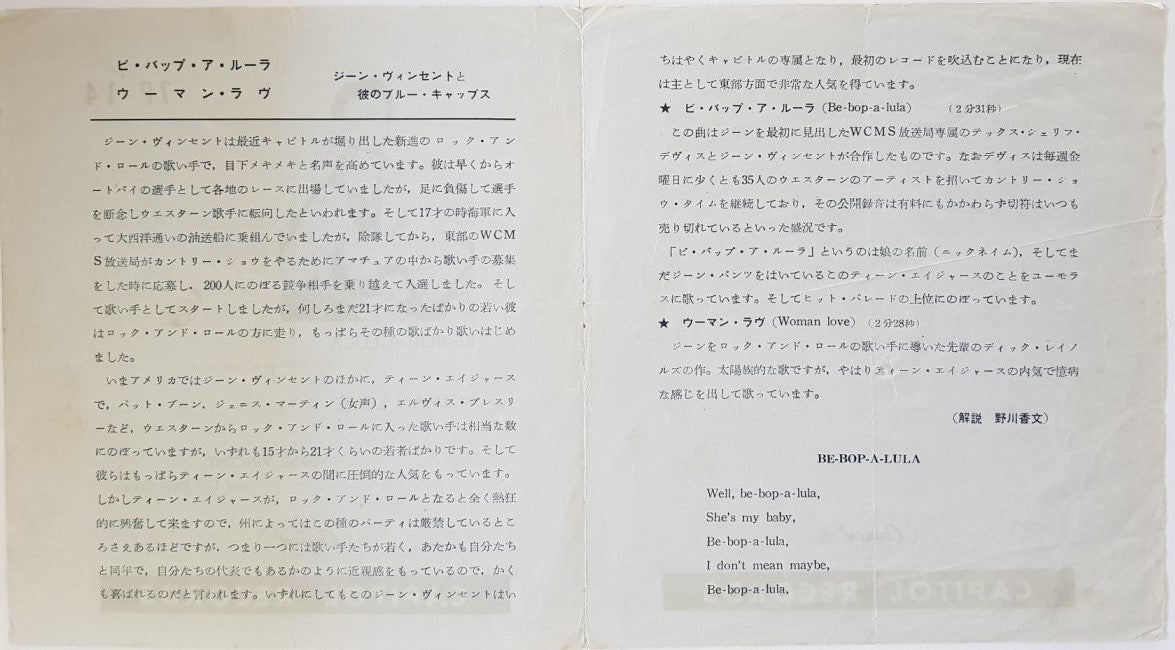 ビ・バップ・ア・ルーラ
ウーマン・ラヴ
ジーン・ヴィンセントと
彼のブルー・キャップス
ジーン・ヴィンセントは最近キャピトルが掘り出した新進のロック・アン
ド・ロールの歌い手で，目下メキメキと名声を高めています。彼は早くからオ
ートバイの選手として各地のレースに出場していましたが，足に負傷して選手
を断念しウエスターン歌手に転向したといわれます。そして17才の時海軍に入
って大西洋通いの油送船に乗組んでいましたが，除隊してから，東部のWCM
S放送局がカントリー・ショウをやるためにアマチュアの中から歌い手の募集
をした時に応募し，200人にのぼる競争相手を乗り越えて入選しました。そし
て歌い手としてスタートしましたが，何しろまだ21才になったばかりの若い彼
はロック・アンド・ロールの方に走り，もっぱらその種の歌ばかり歌いはじめ
ました。
いまアメリカではジーン・ヴィンセントのほかに，ティーン・エイジャース
で，パット・ブーン，ジェニス・マーティン（女声），エルヴィス・プレスリ
ーなど，ウエスターンからロック・アンド・ロールに入った歌い手は相当な数
にのぼっていますが，いずれも15才から21才くらいの若者ばかりです。そして
彼らはもっぱらティーン・エイジャースの間に圧倒的な人気をもっています。
しかしティーン・エイジャースが，ロック・アンド・ロールとなると全く熱狂
的に興奮して来ますので，州によってはこの種のパーティは厳禁しているとこ
ろさえあるほどですが，つまり一つには歌い手たちが若く，あたかも自分たち
と同年で，自分たちの代表でもあるかのように近親感をもっているので，かく
も喜ばれるのだと言われます。いずれにしてもこのジーン・ヴィンセントはい
ちはやくキャピトルの専属となり，最初のレコードを吹込むことになり，現在
は主として東部方面で非常な人気を得ています。
★ ビ・バップ・ア・ルーラ (Be-bop-a-lula) （２分31秒）
この曲はジーンを最初に見出したWCMS放送局専属のテックス・シェリフ・
デヴィスとジーン・ヴィンセントが合作したものです。なおデヴィスは毎週金
曜日に少くとも35人のウエスターンのアーティストを招いてカントリー・ショ
ウ・タイムを継続しており，その公開録音は有料にもかかわらず切符はいつも
売り切れているといった盛況です。
「ビ・バップ・ア・ルーラ」というのは娘の名前（ニックネイム），そしてま
だジーン・パンツをはいているこのティーン・エイジャースのことをユーモラ
スに歌っています。そしてヒット・パレードの上位にのぼっています。
★ ウーマン・ラヴ (Woman love) （２分28秒）
ジーンをロック・アンド・ロールの歌い手に導いた先輩のディック・レイノ
ルズの作。太陽族的な歌ですが，やはりティーン・エイジャースの内気で憶病
な感じを出して歌っています。
（解説 野川香文）
BE-BOP-A-LULA
Well, be-bop-a-lula,
She's my baby,
Be-bop-a-lula,
I don't mean maybe,
Be-bop-a-lula,